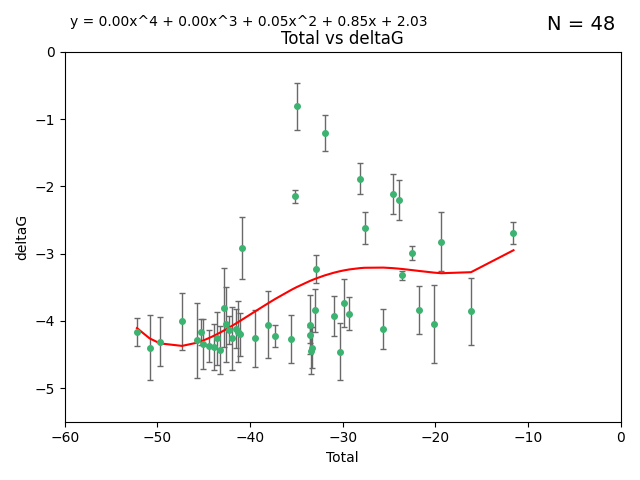 y = 0.00x^4 + 0.00x^3 + 0.05x^2 + 0.85x + 2.03
N = 48
Total vs deltaG
0
−1
−2
−3
−4
−5
deltaG
−60 −50 −40 −30 −20 −10 0
Total